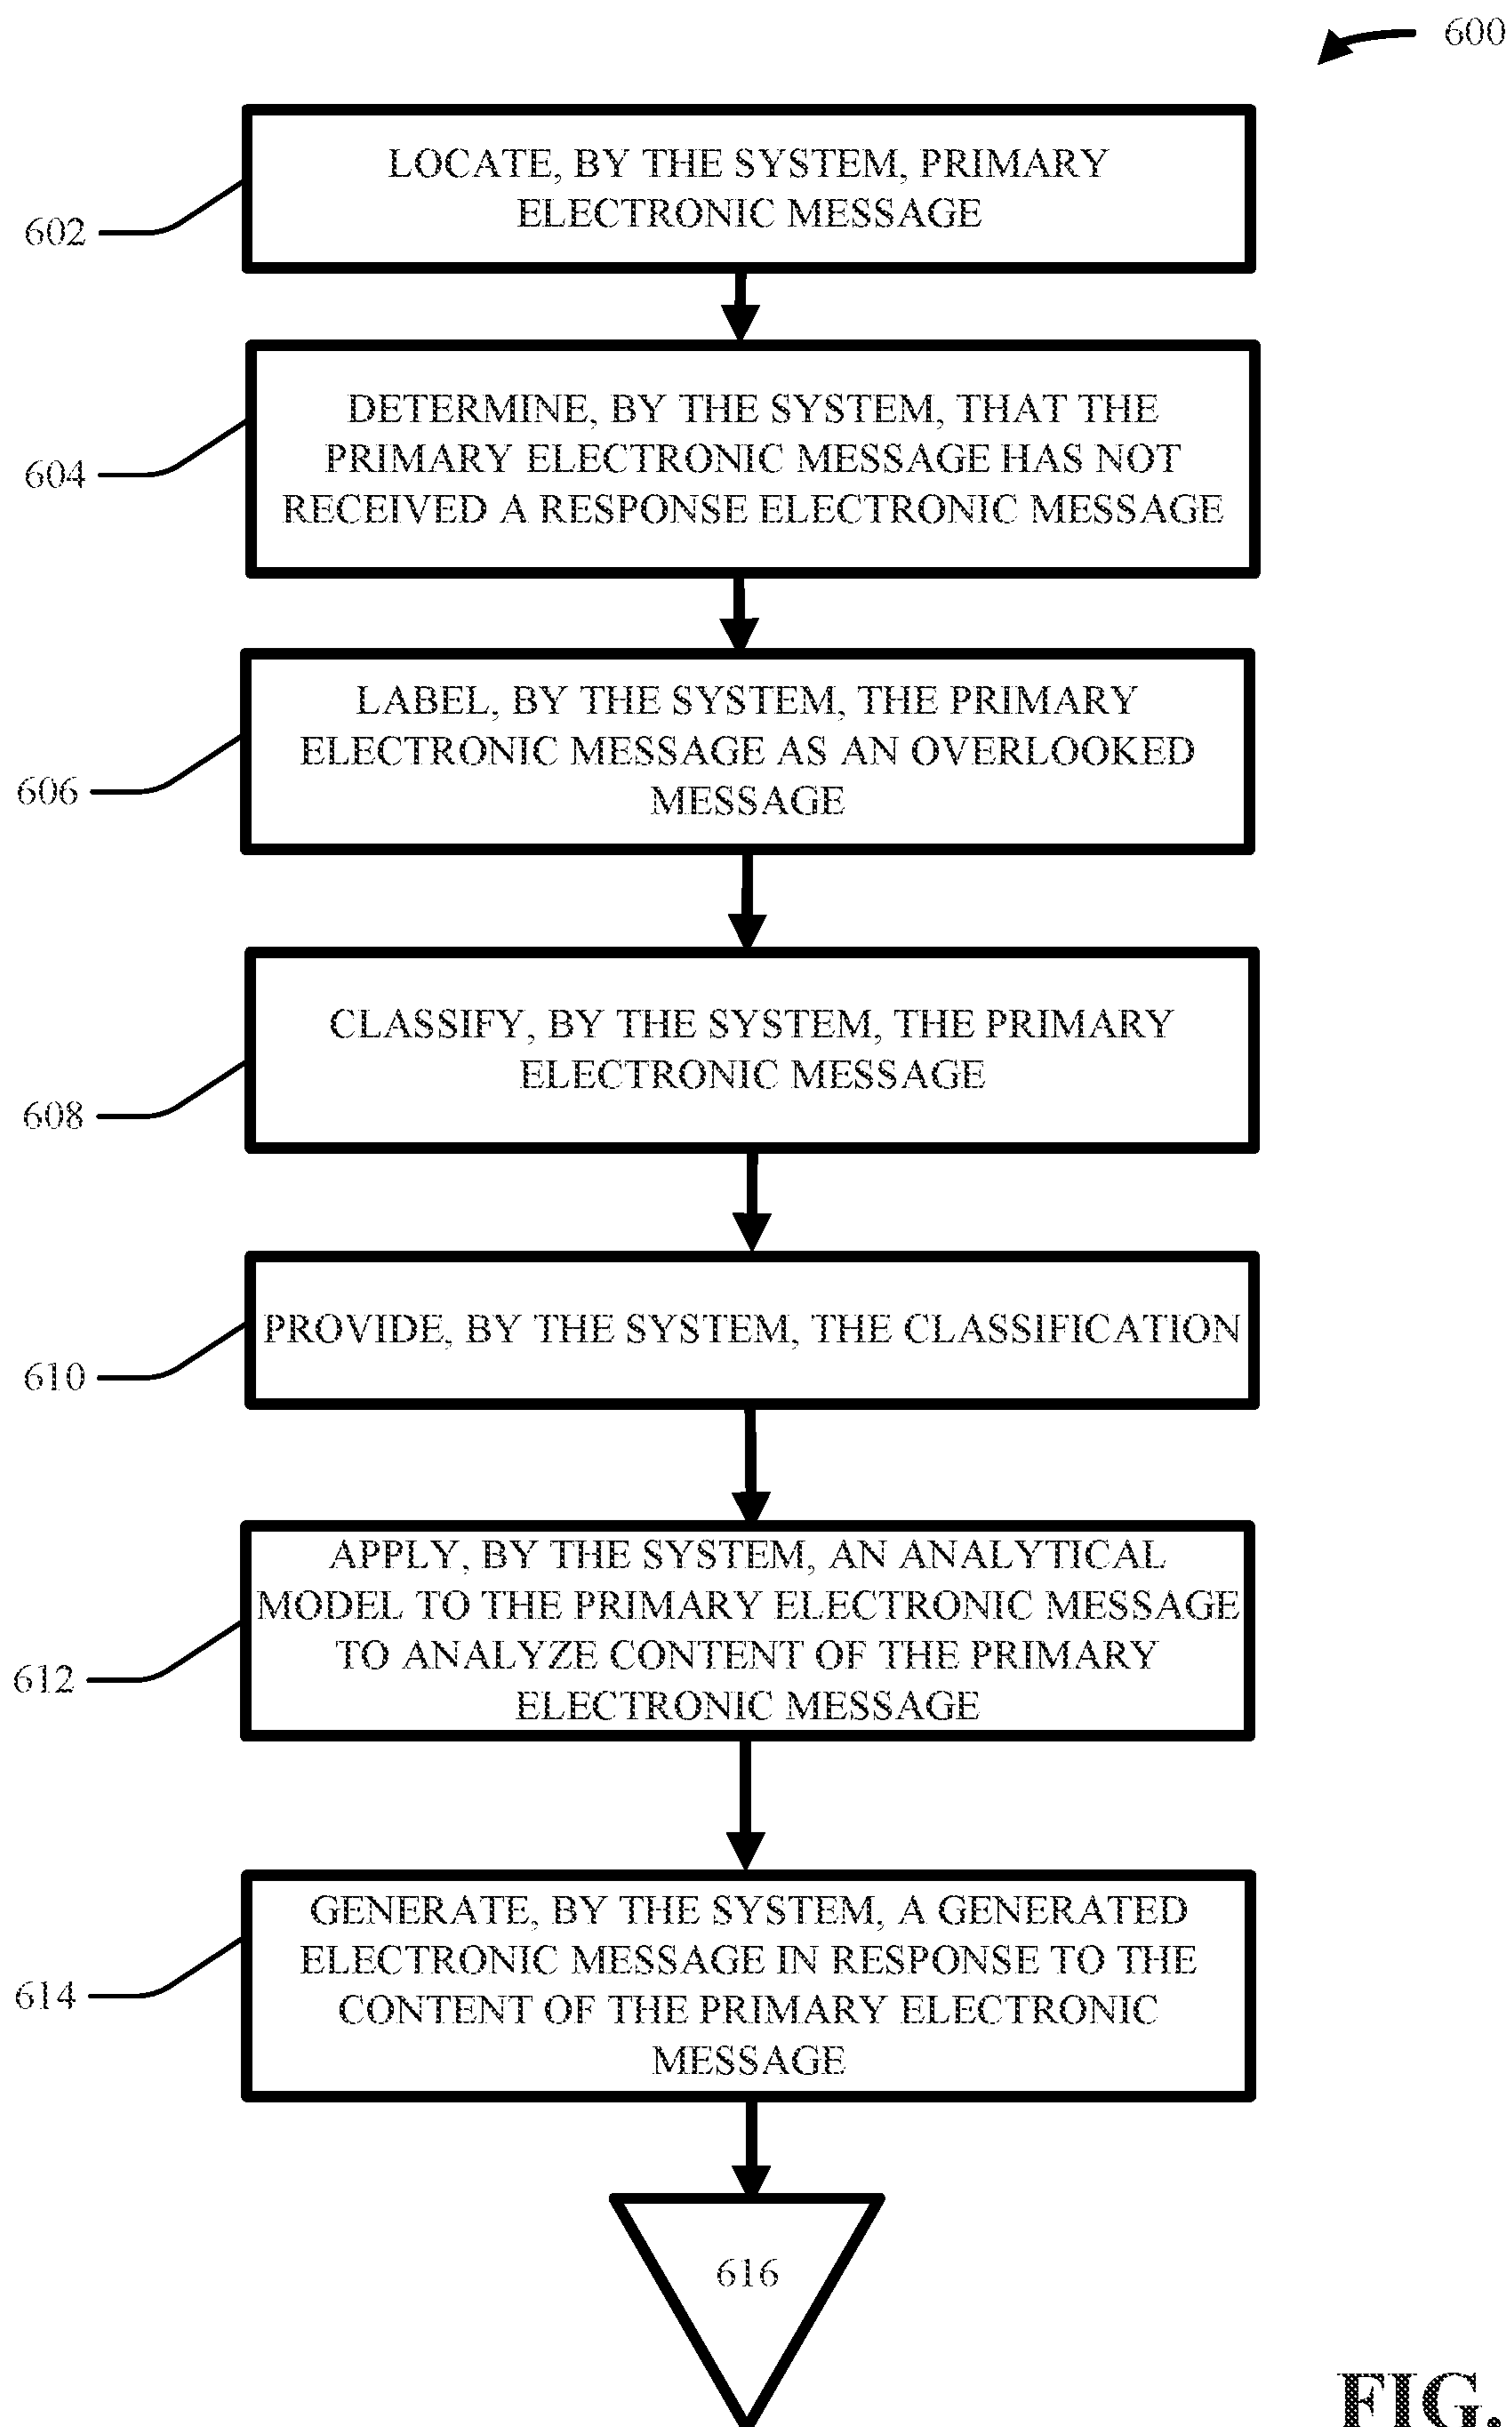 600
LOCATE, BY THE SYSTEM, PRIMARY
ELECTRONIC MESSAGE
602
DETERMINE, BY THE SYSTEM, THAT THE
PRIMARY ELECTRONIC MESSAGE HAS NOT
RECEIVED A RESPONSE ELECTRONIC MESSAGE
604
LABEL, BY THE SYSTEM, THE PRIMARY
ELECTRONIC MESSAGE AS AN OVERLOOKED
MESSAGE
606
CLASSIFY, BY THE SYSTEM, THE PRIMARY
ELECTRONIC MESSAGE
608
PROVIDE, BY THE SYSTEM, THE CLASSIFICATION
610
APPLY, BY THE SYSTEM, AN ANALYTICAL
MODEL TO THE PRIMARY ELECTRONIC MESSAGE
TO ANALYZE CONTENT OF THE PRIMARY
ELECTRONIC MESSAGE
612
GENERATE, BY THE SYSTEM, A GENERATED
ELECTRONIC MESSAGE IN RESPONSE TO THE
CONTENT OF THE PRIMARY ELECTRONIC
MESSAGE
614
616
FIG.